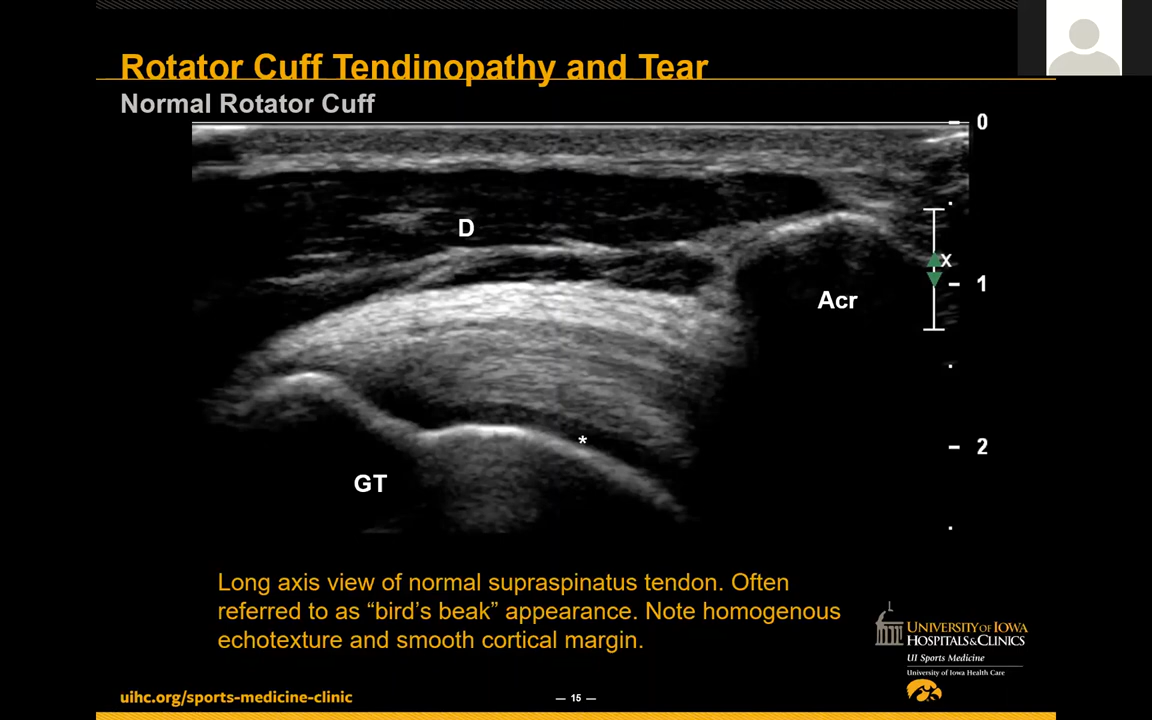 Rotator Cuff Tendinopathy and Tear
Normal Rotator Cuff
0
D
x
1
Acr
*
2
GT
Long axis view of normal supraspinatus tendon. Often
referred to as “bird’s beak” appearance. Note homogenous
echotexture and smooth cortical margin.
L
UNIVERSITY OF IOWA
HOSPITALS & CLINICS
UI Sports Medicine
University of Iowa Health Care
uihc.org/sports-medicine-clinic
— 15 —